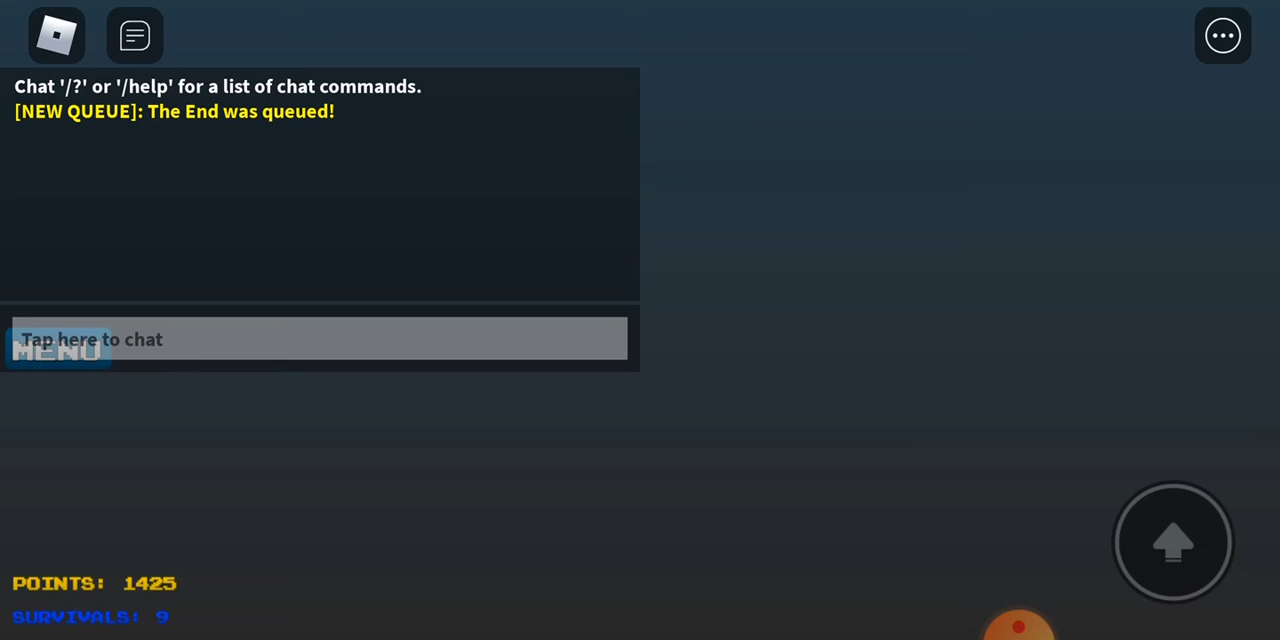 Chat '/?' or '/help' for a list of chat commands.
[NEW QUEUE]: The End was queued!
Tap here to chat
MENU
POINTS: 1425
SURVIVALS: 9